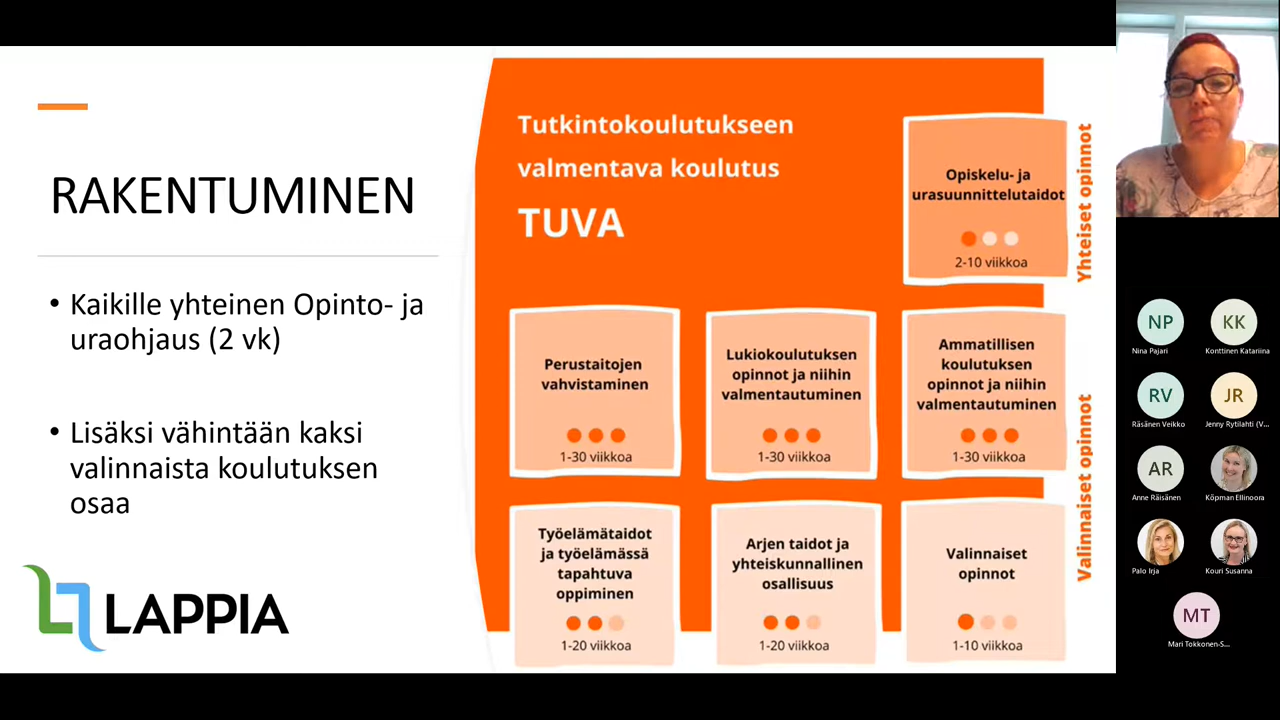 RAKENTUMINEN
• Kaikille yhteinen Opinto- ja
uraohjaus (2 vk)
• Lisäksi vähintään kaksi
valinnaista koulutuksen
osaa
LAPPIA
Tutkintokoulutukseen
valmentava koulutus
TUVA
Opiskelu- ja
urasuunnittelutaidot
2-10 viikkoa
Yhteiset opinnot
Perustaitojen
vahvistaminen
1-30 viikkoa
Lukiokoulutuksen
opinnot ja niihin
valmentautuminen
1-30 viikkoa
Ammatillisen
koulutuksen
opinnot ja niihin
valmentautuminen
1-30 viikkoa
Työelämätaidot
ja työelämässä
tapahtuva
oppiminen
1-20 viikkoa
Arjen taidot ja
yhteiskunnallinen
osallisuus
1-20 viikkoa
Valinnaiset
opinnot
1-10 viikkoa
Valinnaiset opinnot
NP
Nina Pajari
KK
Konttinen Katariina
RV
Räsänen Veikko
JR
Jenny Rytilahti (V...
AR
Anne Räisänen
Köpman Ellinoora
Palo Irja
Kouri Susanna
MT
Mari Tokkonen-S...